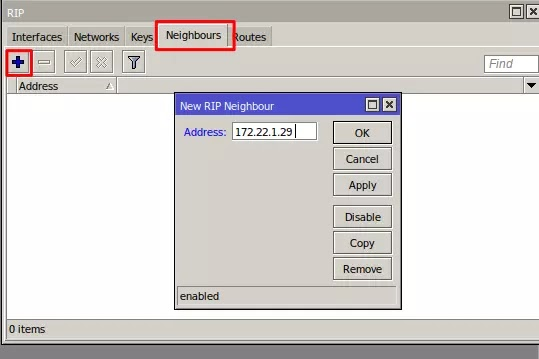 RIP
Interfaces Networks Keys Neighbours Routes
Find
Address
New RIP Neighbour
Address: 172.22.1.29
OK
Cancel
Apply
Disable
Copy
Remove
enabled
0 items